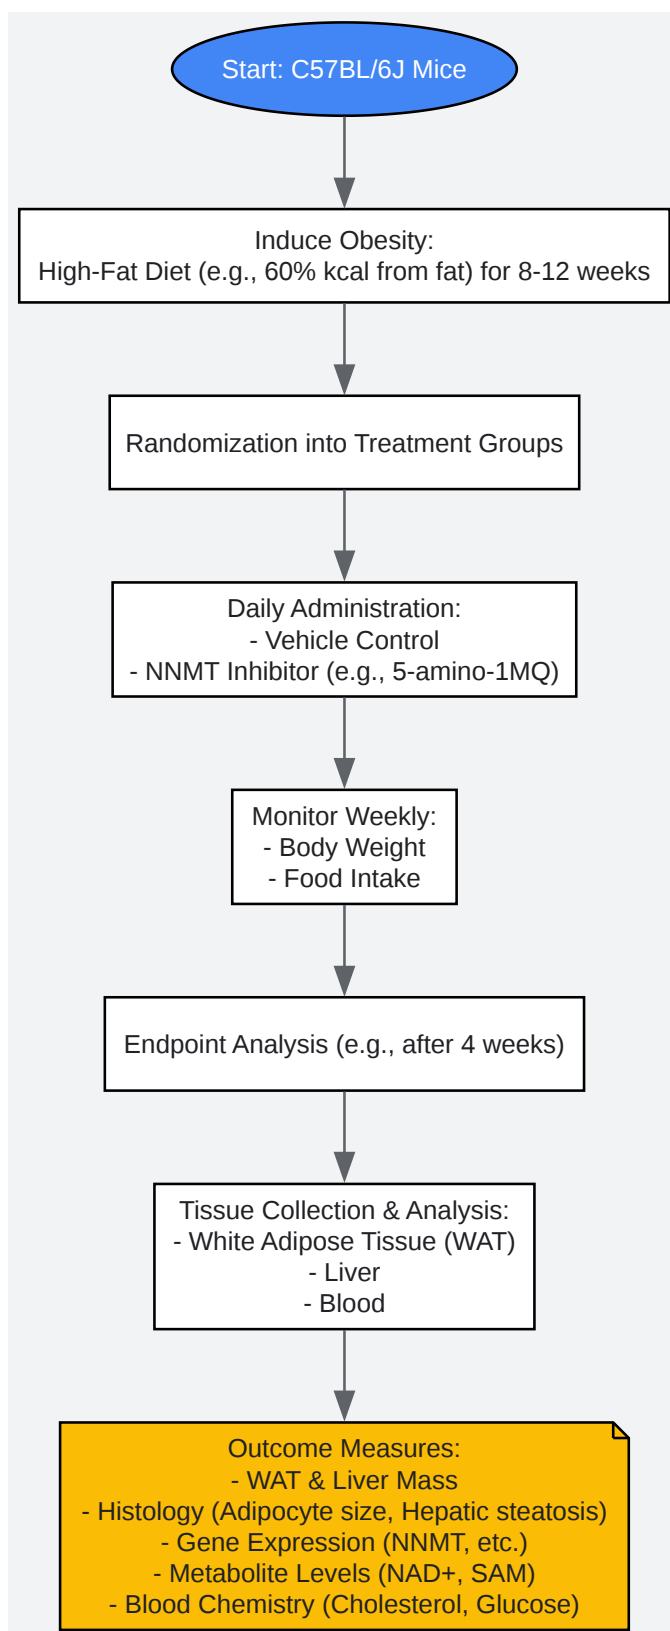 Start: C57BL/6J Mice
Induce Obesity:
High-Fat Diet (e.g., 60% kcal from fat) for 8-12 weeks
Randomization into Treatment Groups
Daily Administration:
- Vehicle Control
- NNMT Inhibitor (e.g., 5-amino-1MQ)
Monitor Weekly:
- Body Weight
- Food Intake
Endpoint Analysis (e.g., after 4 weeks)
Tissue Collection & Analysis:
- White Adipose Tissue (WAT)
- Liver
- Blood
Outcome Measures:
- WAT & Liver Mass
- Histology (Adipocyte size, Hepatic steatosis)
- Gene Expression (NNMT, etc.)
- Metabolite Levels (NAD+, SAM)
- Blood Chemistry (Cholesterol, Glucose)